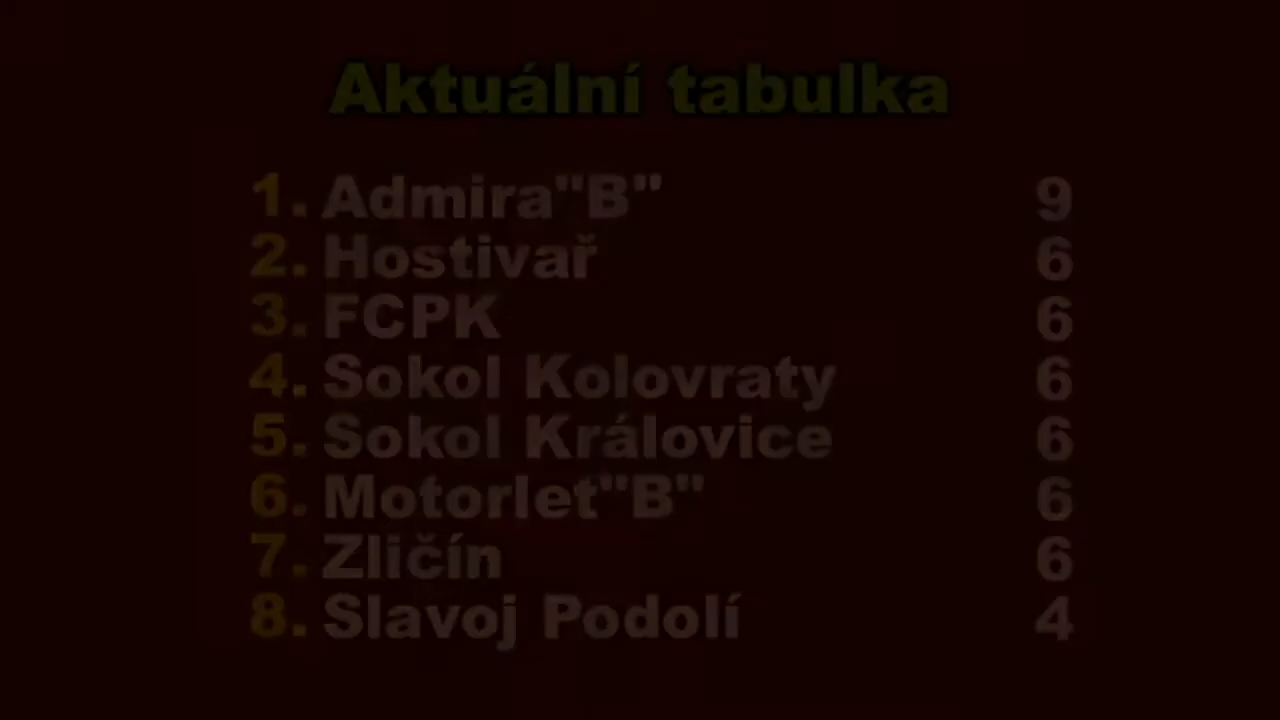 Aktuální tabulka
1. Admira"B" 9
2. Hostivař 6
3. FCPK 6
4. Sokol Kolovraty 6
5. Sokol Královice 6
6. Motorlet"B" 6
7. Zličín 6
8. Slavoj Podolí 4